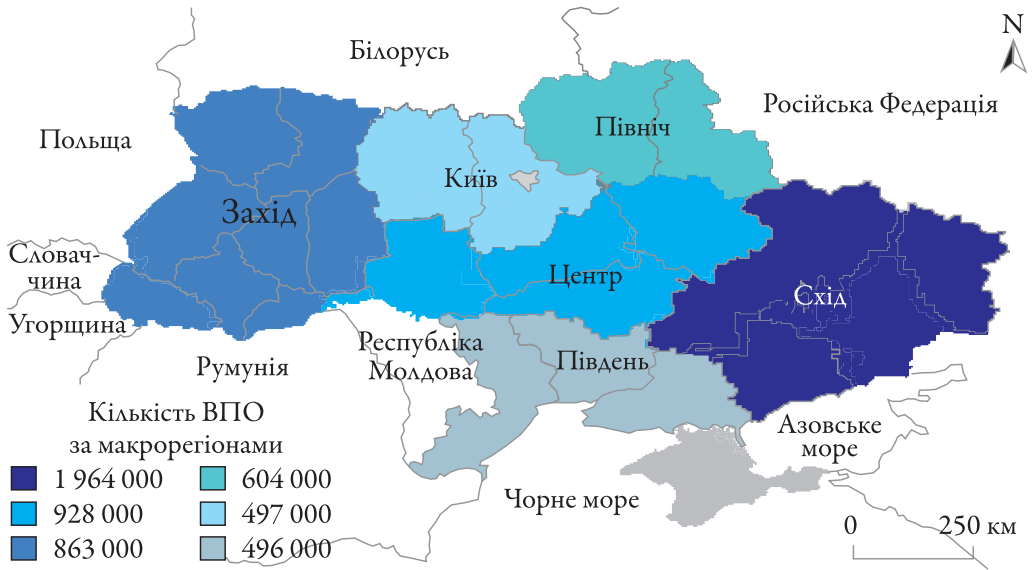 N
Білорусь
Російська Федерація
Польща
Північ
Київ
Захід
Словач-
чина
Центр
Схід
Угорщина
Республіка
Молдова
Південь
Румунія
Кількість ВПО
за макрорегіонами
1 964 000
604 000
928 000
497 000
863 000
496 000
Азовське
море
Чорне море
0 250 км